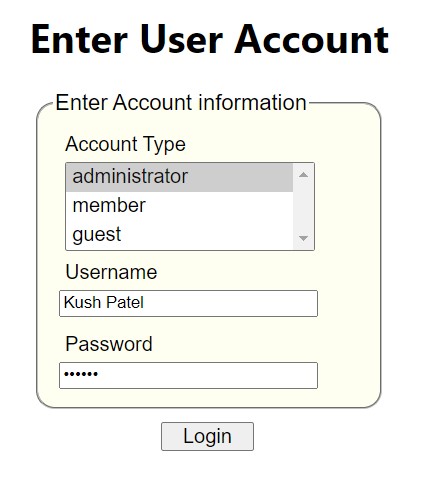 Enter User Account
Enter Account information
Account Type
administrator
member
guest
Username
Kush Patel
Password
••••••
Login